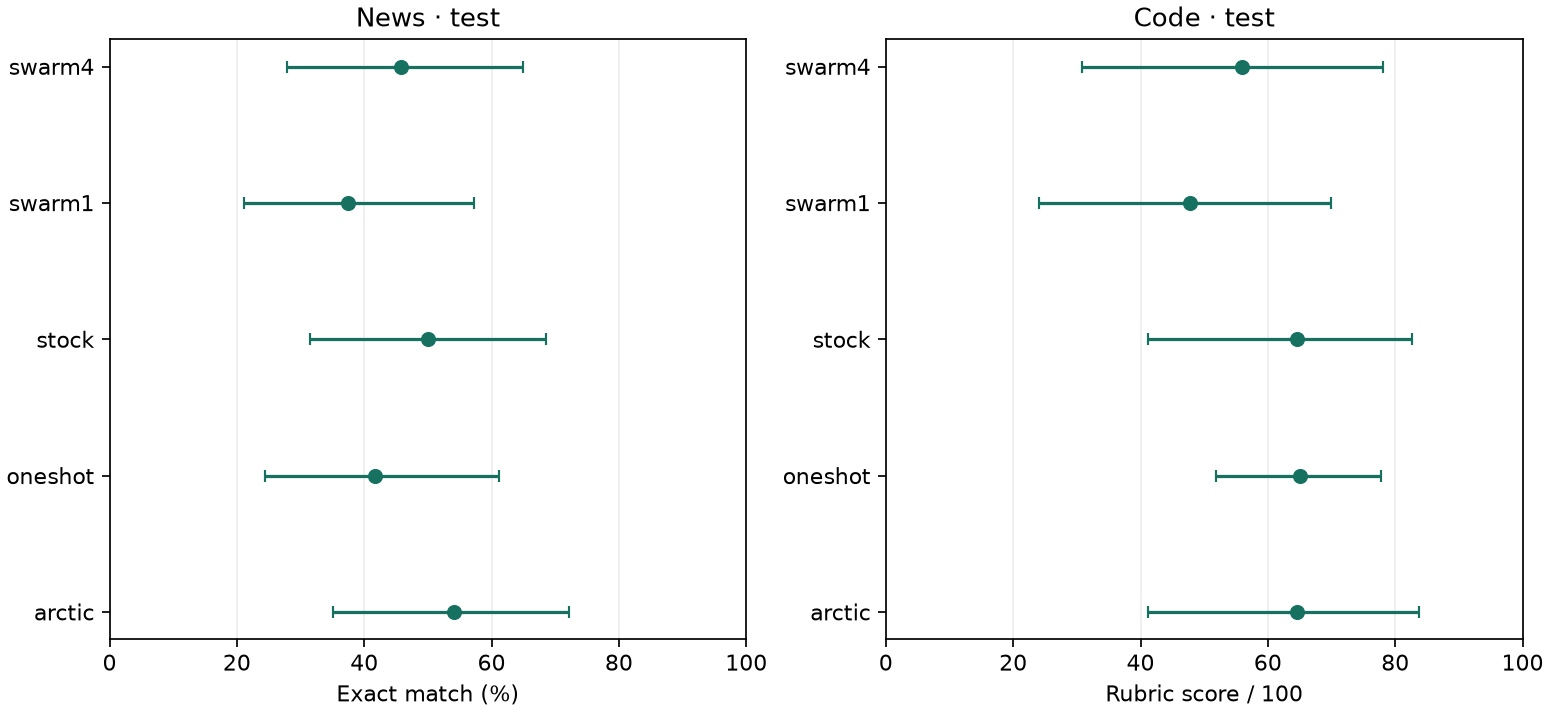 News · test
swarm4
swarm1
stock
oneshot
arctic
0 20 40 60 80 100
Exact match (%)
Code · test
swarm4
swarm1
stock
oneshot
arctic
0 20 40 60 80 100
Rubric score / 100